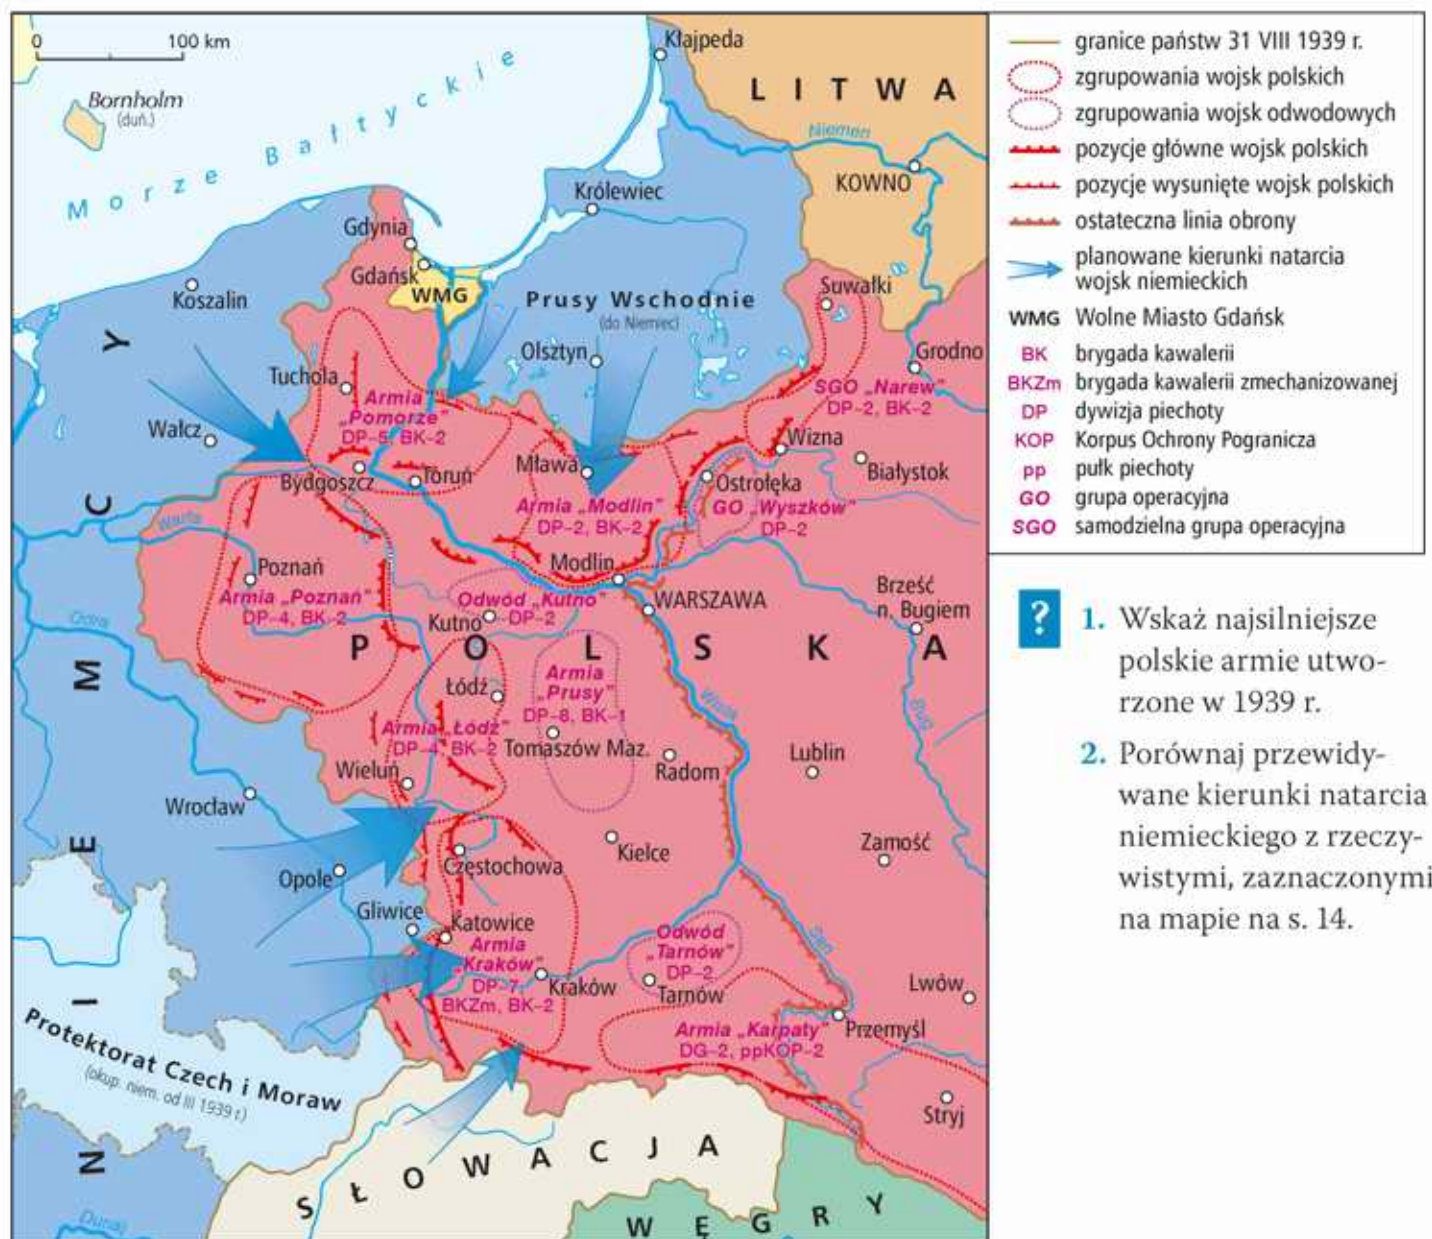 0 100 km
Bornholm
(duń.)
Morze Bałtyckie
Kłajpeda
LITWA
Niemen
KOWNO
Królewiec
Gdynia
Gdańsk
WMG
Koszalin
Prusy Wschodnie
(do Niemiec)
Suwałki
Olsztyn
Grodno
Tuchola
Armia
„Pomorze”
DP–5, BK–2
SGO „Narew”
DP–2, BK–2
Wałcz
Wizna
Białystok
Mława
Ostrołęka
Bydgoszcz
Toruń
Armia „Modlin”
DP–2, BK–2
GO „Wyszków”
DP–2
Warta
Modlin
Poznań
Armia „Poznań”
DP–4, BK–2
Odwód „Kutno”
DP–2
Kutno
WARSZAWA
Brześć
n. Bugiem
Odra
POLSKA
Łódź
Armia
„Prusy”
DP–8, BK–1
Wisła
Bug
Armia „Łódź”
DP–4, BK–2
Tomaszów Maz.
Radom
Lublin
Wieluń
Wrocław
Częstochowa
Kielce
Zamość
Opole
Gliwice
Katowice
Armia
„Kraków”
DP–7,
BKZm, BK–2
Kraków
Odwód
„Tarnów”
DP–2
Tarnów
San
Lwów
Armia „Karpaty”
DG–2, ppKOP–2
Przemyśl
Stryj
NIEMCY
Protektorat Czech i Moraw
(okup. niem. od III 1939 r.)
SŁOWACJA
WĘGRY
Dunaj
granice państw 31 VIII 1939 r.
zgrupowania wojsk polskich
zgrupowania wojsk odwodowych
pozycje główne wojsk polskich
pozycje wysunięte wojsk polskich
ostateczna linia obrony
planowane kierunki natarcia
wojsk niemieckich
WMG Wolne Miasto Gdańsk
BK brygada kawalerii
BKZm brygada kawalerii zmechanizowanej
DP dywizja piechoty
KOP Korpus Ochrony Pogranicza
pp pułk piechoty
GO grupa operacyjna
SGO samodzielna grupa operacyjna
?
1. Wskaż najsilniejsze
polskie armie utwo-
rzone w 1939 r.
2. Porównaj przewidy-
wane kierunki natarcia
niemieckiego z rzeczy-
wistymi, zaznaczonymi
na mapie na s. 14.